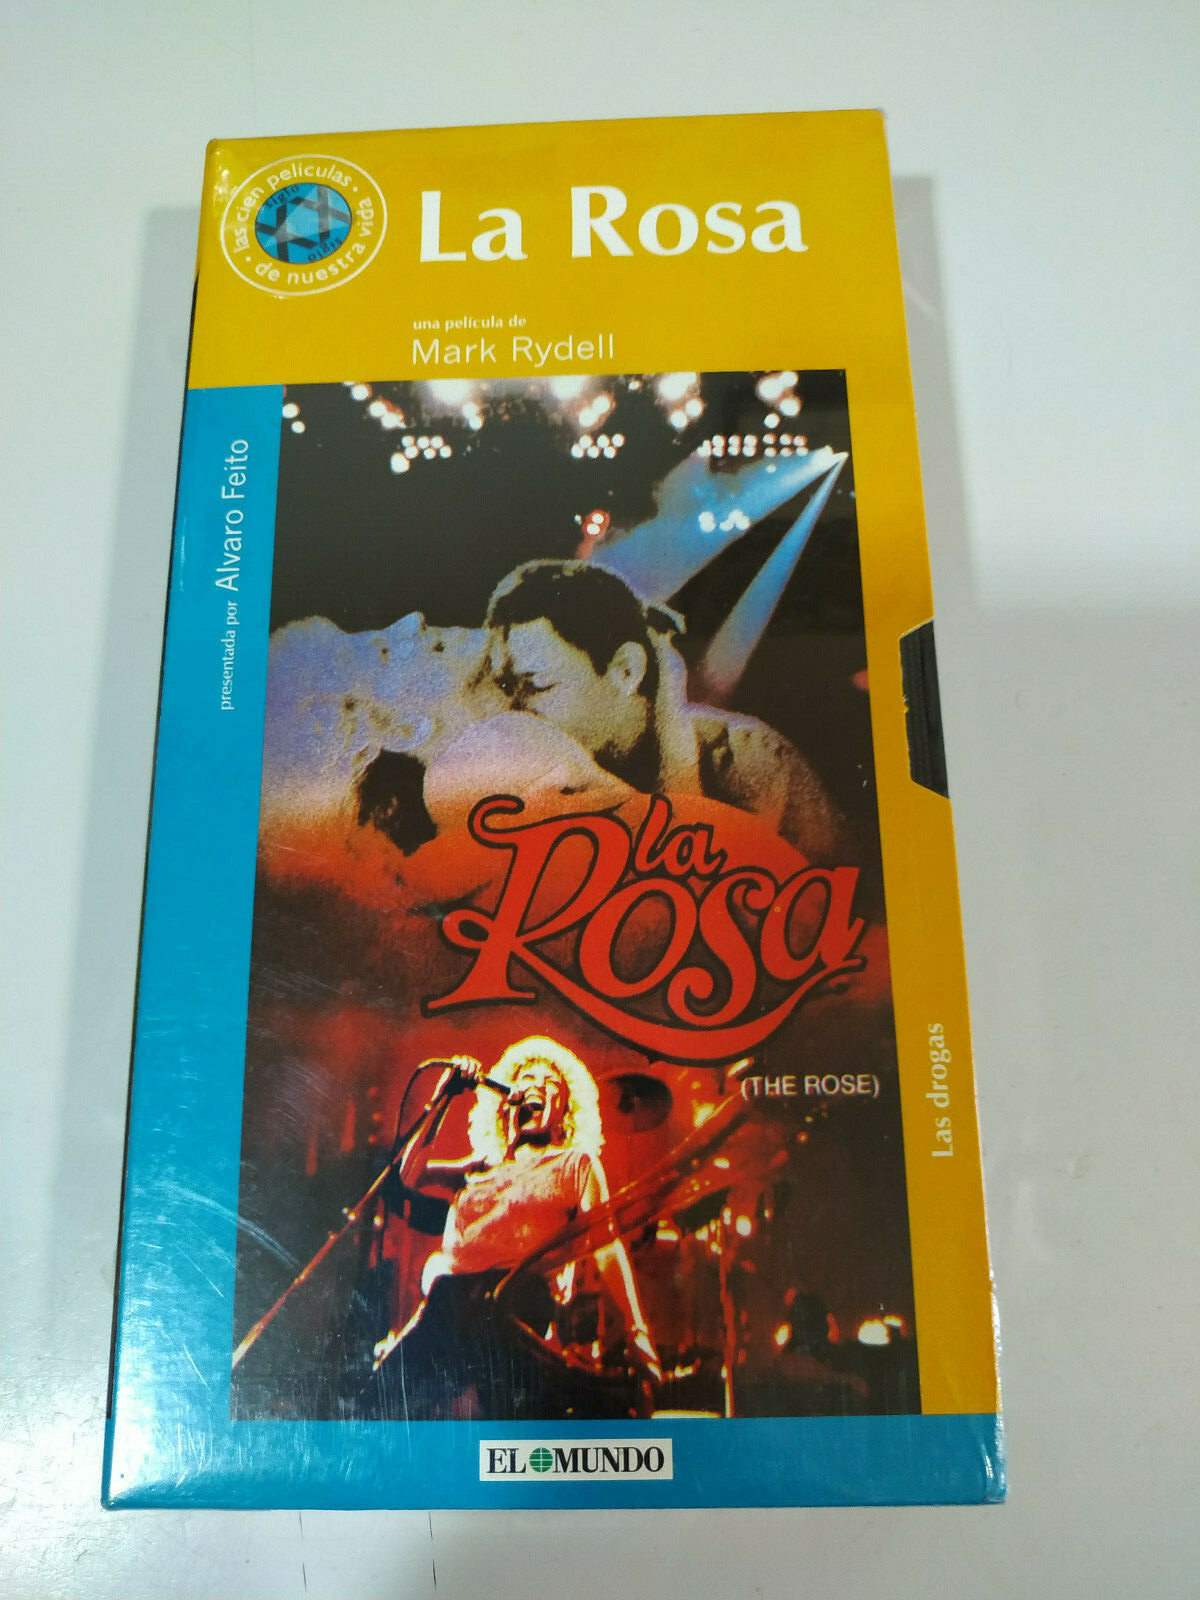 las cien películas
siglo
siglo
de nuestra vida
La Rosa
una película de
Mark Rydell
presentada por Alvaro Feito
la
Rosa
(THE ROSE)
Las drogas
EL MUNDO